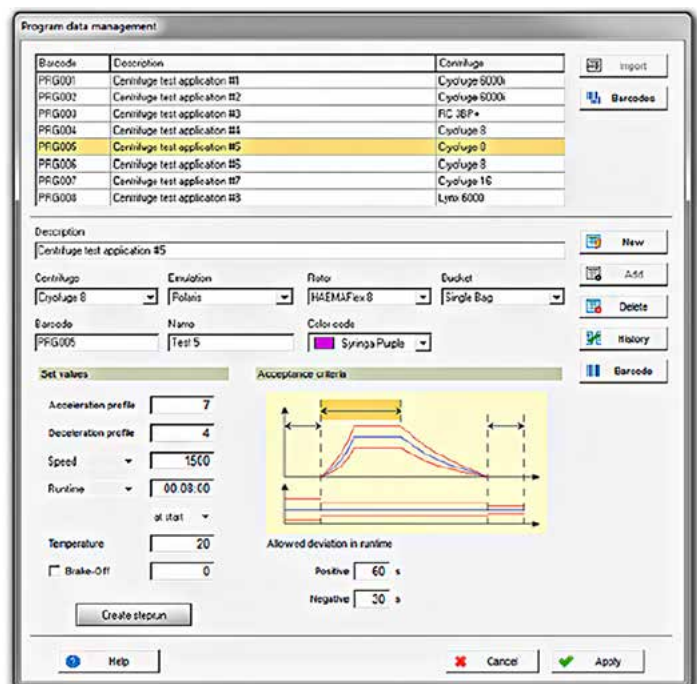 Program data management
Barcode Description Centrifuge
PRG001 Centrifuge test application #1 Cryofuge 6000i
PRG002 Centrifuge test application #2 Cryofuge 6000i
PRG003 Centrifuge test application #3 RC 3BP+
PRG004 Centrifuge test application #4 Cryofuge 8
PRG005 Centrifuge test application #5 Cryofuge 8
PRG006 Centrifuge test application #6 Cryofuge 8
PRG007 Centrifuge test application #7 Cryofuge 16
PRG008 Centrifuge test application #8 Lynx 6000
Import
Barcodes
Description
Centrifuge test application #5
Centrifuge Emulation Rotor Bucket
Cryofuge 8 Polaris HAEMAFlex 8 Single Bag
Barcode Name Color code
PRG005 Test 5 Syringa Purple
New
Add
Delete
History
Barcode
Set values
Acceleration profile 7
Deceleration profile 4
Speed 1500
Runtime 00:08:00
at start
Temperature 20
Brake-Off 0
Create steprun
Acceptance criteria
Allowed deviation in runtime
Positive 60 s
Negative 30 s
Help Cancel Apply